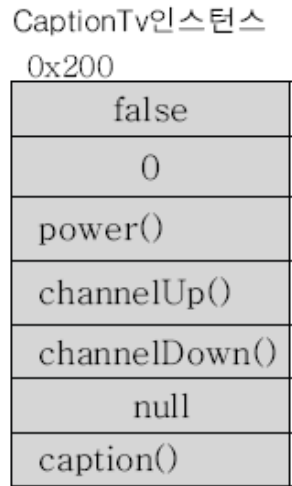 CaptionTv인스턴스
0x200
false
0
power()
channelUp()
channelDown()
null
caption()